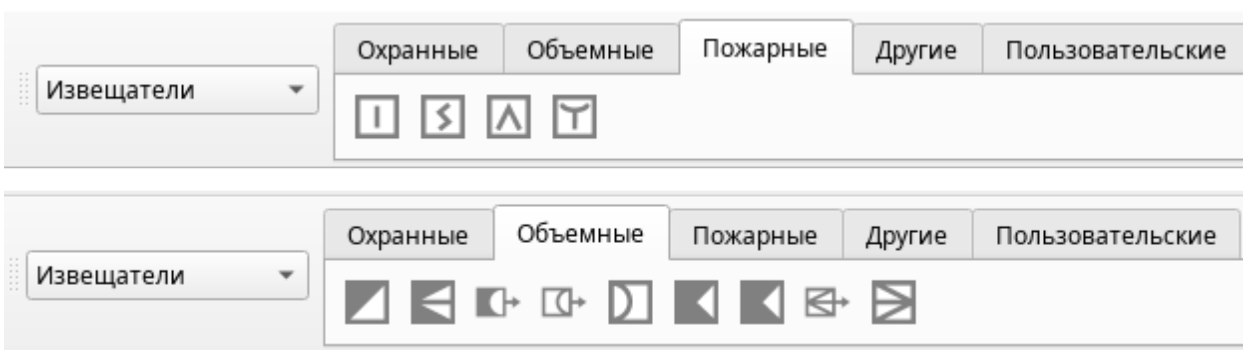 Охранные Объемные Пожарные Другие Пользовательские
Извещатели
Охранные Объемные Пожарные Другие Пользовательские
Извещатели